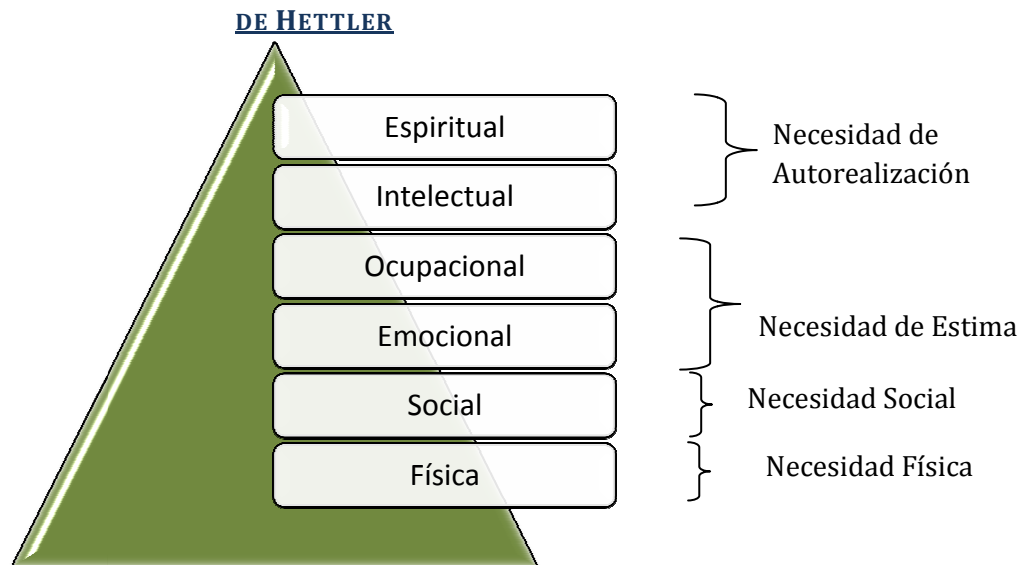 DE HETTLER
Espiritual
Intelectual
Ocupacional
Emocional
Social
Física
Necesidad de
Autorealización
Necesidad de Estima
Necesidad Social
Necesidad Física